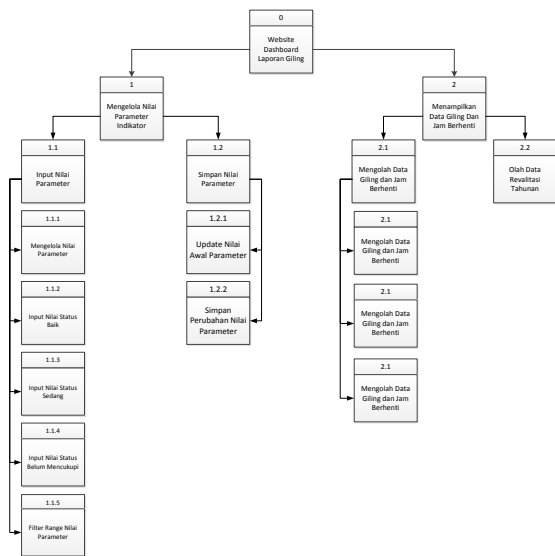 0
Website
Dashboard
Laporan Giling
1
Mengelola Nilai
Parameter
Indikator
2
Menampilkan
Data Giling Dan
Jam Berhenti
1.1
Input Nilai
Parameter
1.2
Simpan Nilai
Parameter
2.1
Mengolah Data
Giling dan Jam
Berhenti
2.2
Olah Data
Revalitasi
Tahunan
1.1.1
Mengelola Nilai
Parameter
1.1.2
Input Nilai Status
Baik
1.1.3
Input Nilai Status
Sedang
1.1.4
Input Nilai Status
Belum Mencukupi
1.1.5
Filter Range Nilai
Parameter
1.2.1
Update Nilai
Awal Parameter
1.2.2
Simpan
Perubahan Nilai
Parameter
2.1
Mengolah Data
Giling dan Jam
Berhenti
2.1
Mengolah Data
Giling dan Jam
Berhenti
2.1
Mengolah Data
Giling dan Jam
Berhenti